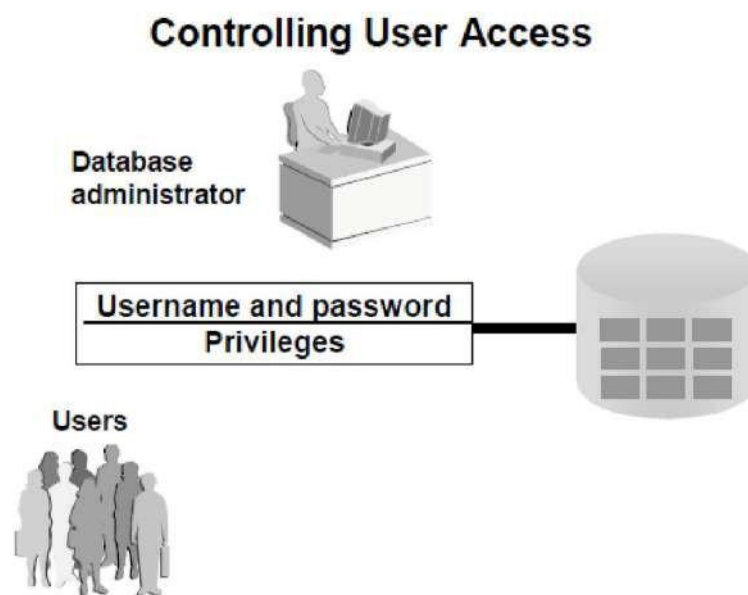 Controlling User Access
Database
administrator
Username and password
Privileges
Users